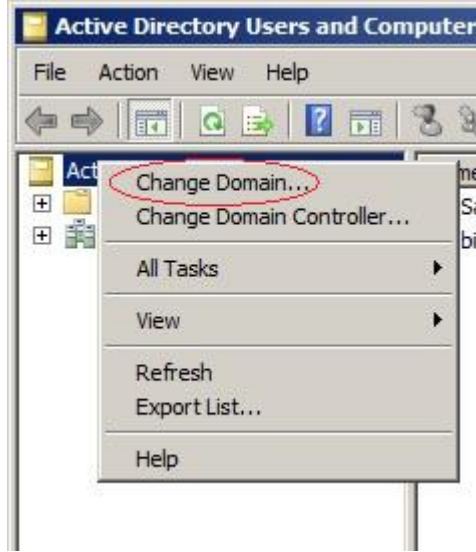 Active Directory Users and Computer
File Action View Help
Act
Change Domain...
Change Domain Controller...
All Tasks
View
Refresh
Export List...
Help